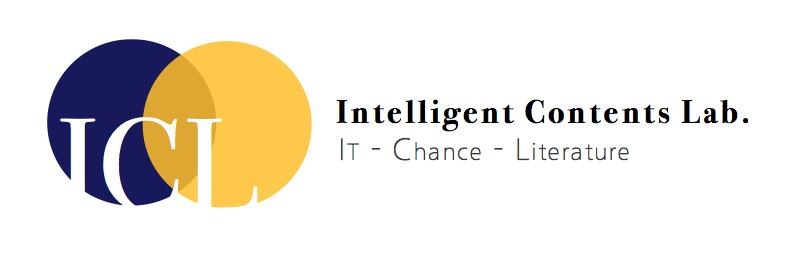 ICL
Intelligent Contents Lab.
IT - Chance - Literature